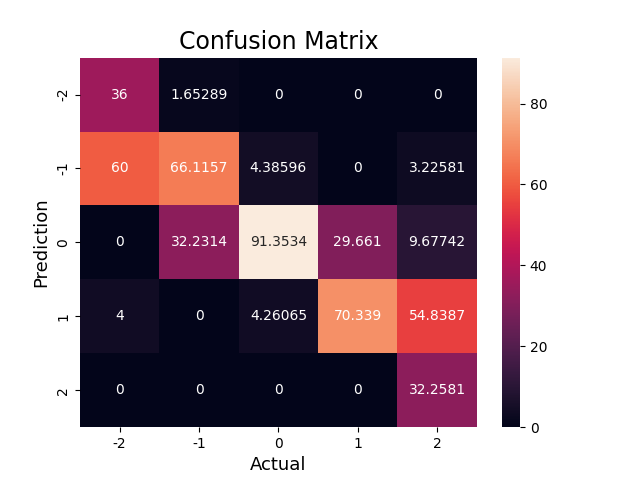 Confusion Matrix
-2 36 1.65289 0 0 0
-1 60 66.1157 4.38596 0 3.22581
0 0 32.2314 91.3534 29.661 9.67742
1 4 0 4.26065 70.339 54.8387
2 0 0 0 0 32.2581
-2 -1 0 1 2
Actual
Prediction
80
60
40
20
0